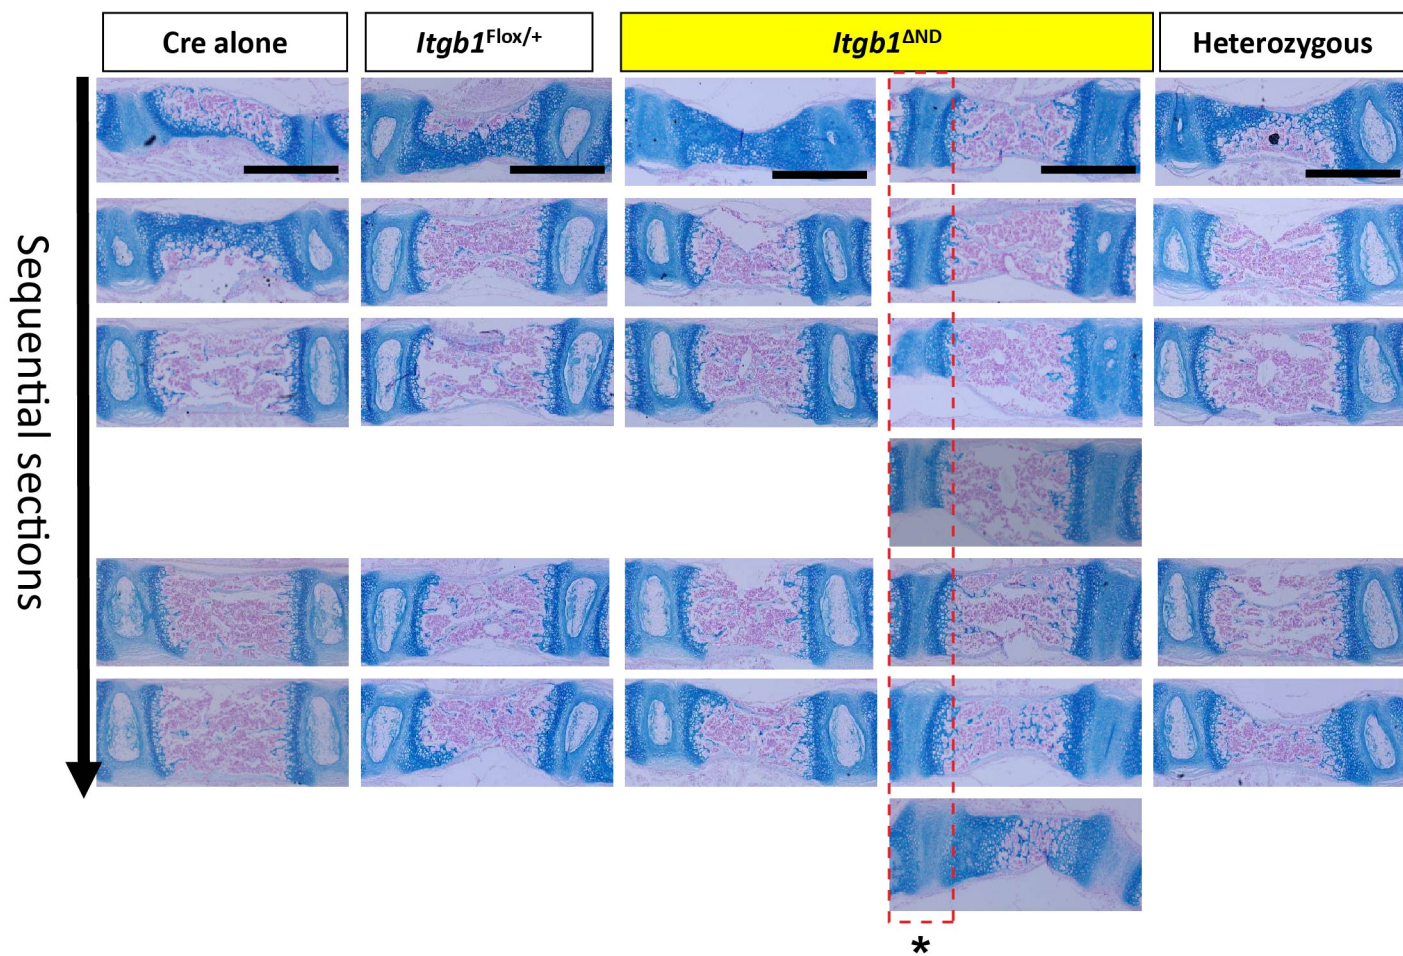 Cre alone
Itgb1Flox/+
Itgb1ΔND
Heterozygous
Sequential sections
*